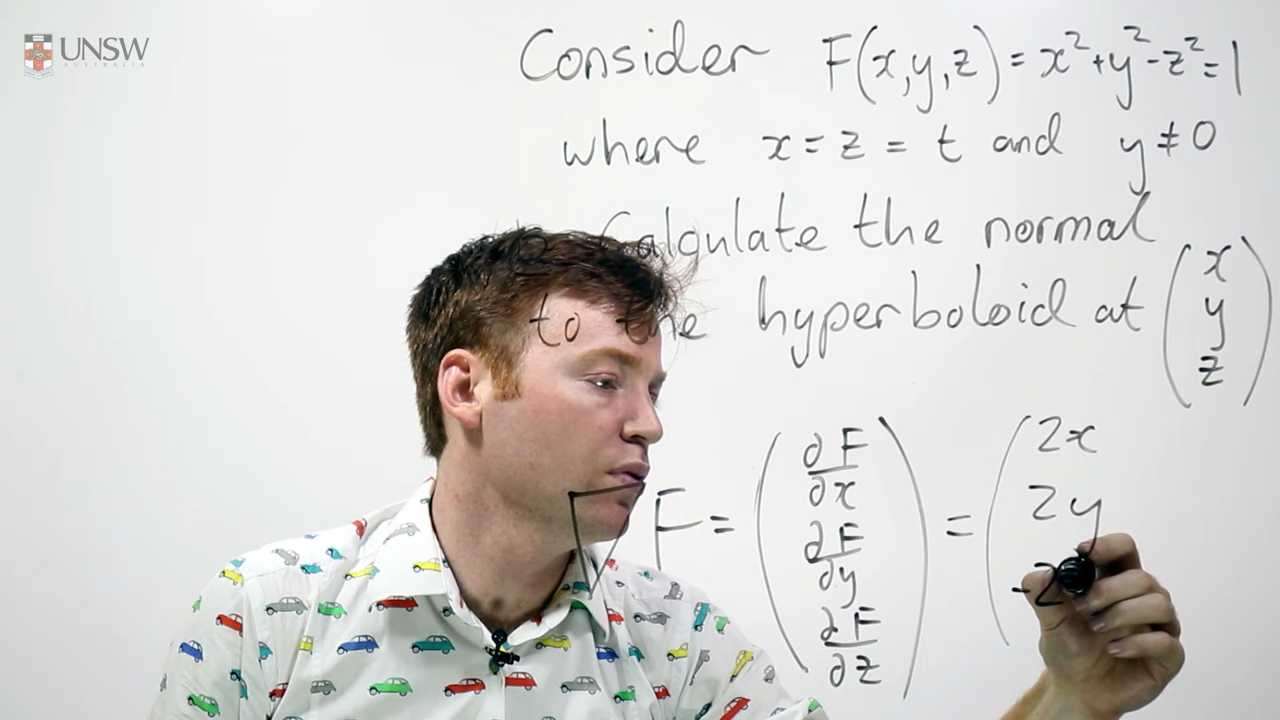 UNSW
AUSTRALIA
Consider F(x,y,z) = x²+y²-z²=1
where x=z=t and y≠0
Calculate the normal
to the hyperboloid at (x y z)
∇F = (∂F/∂x ∂F/∂y ∂F/∂z) = (2x 2y -2